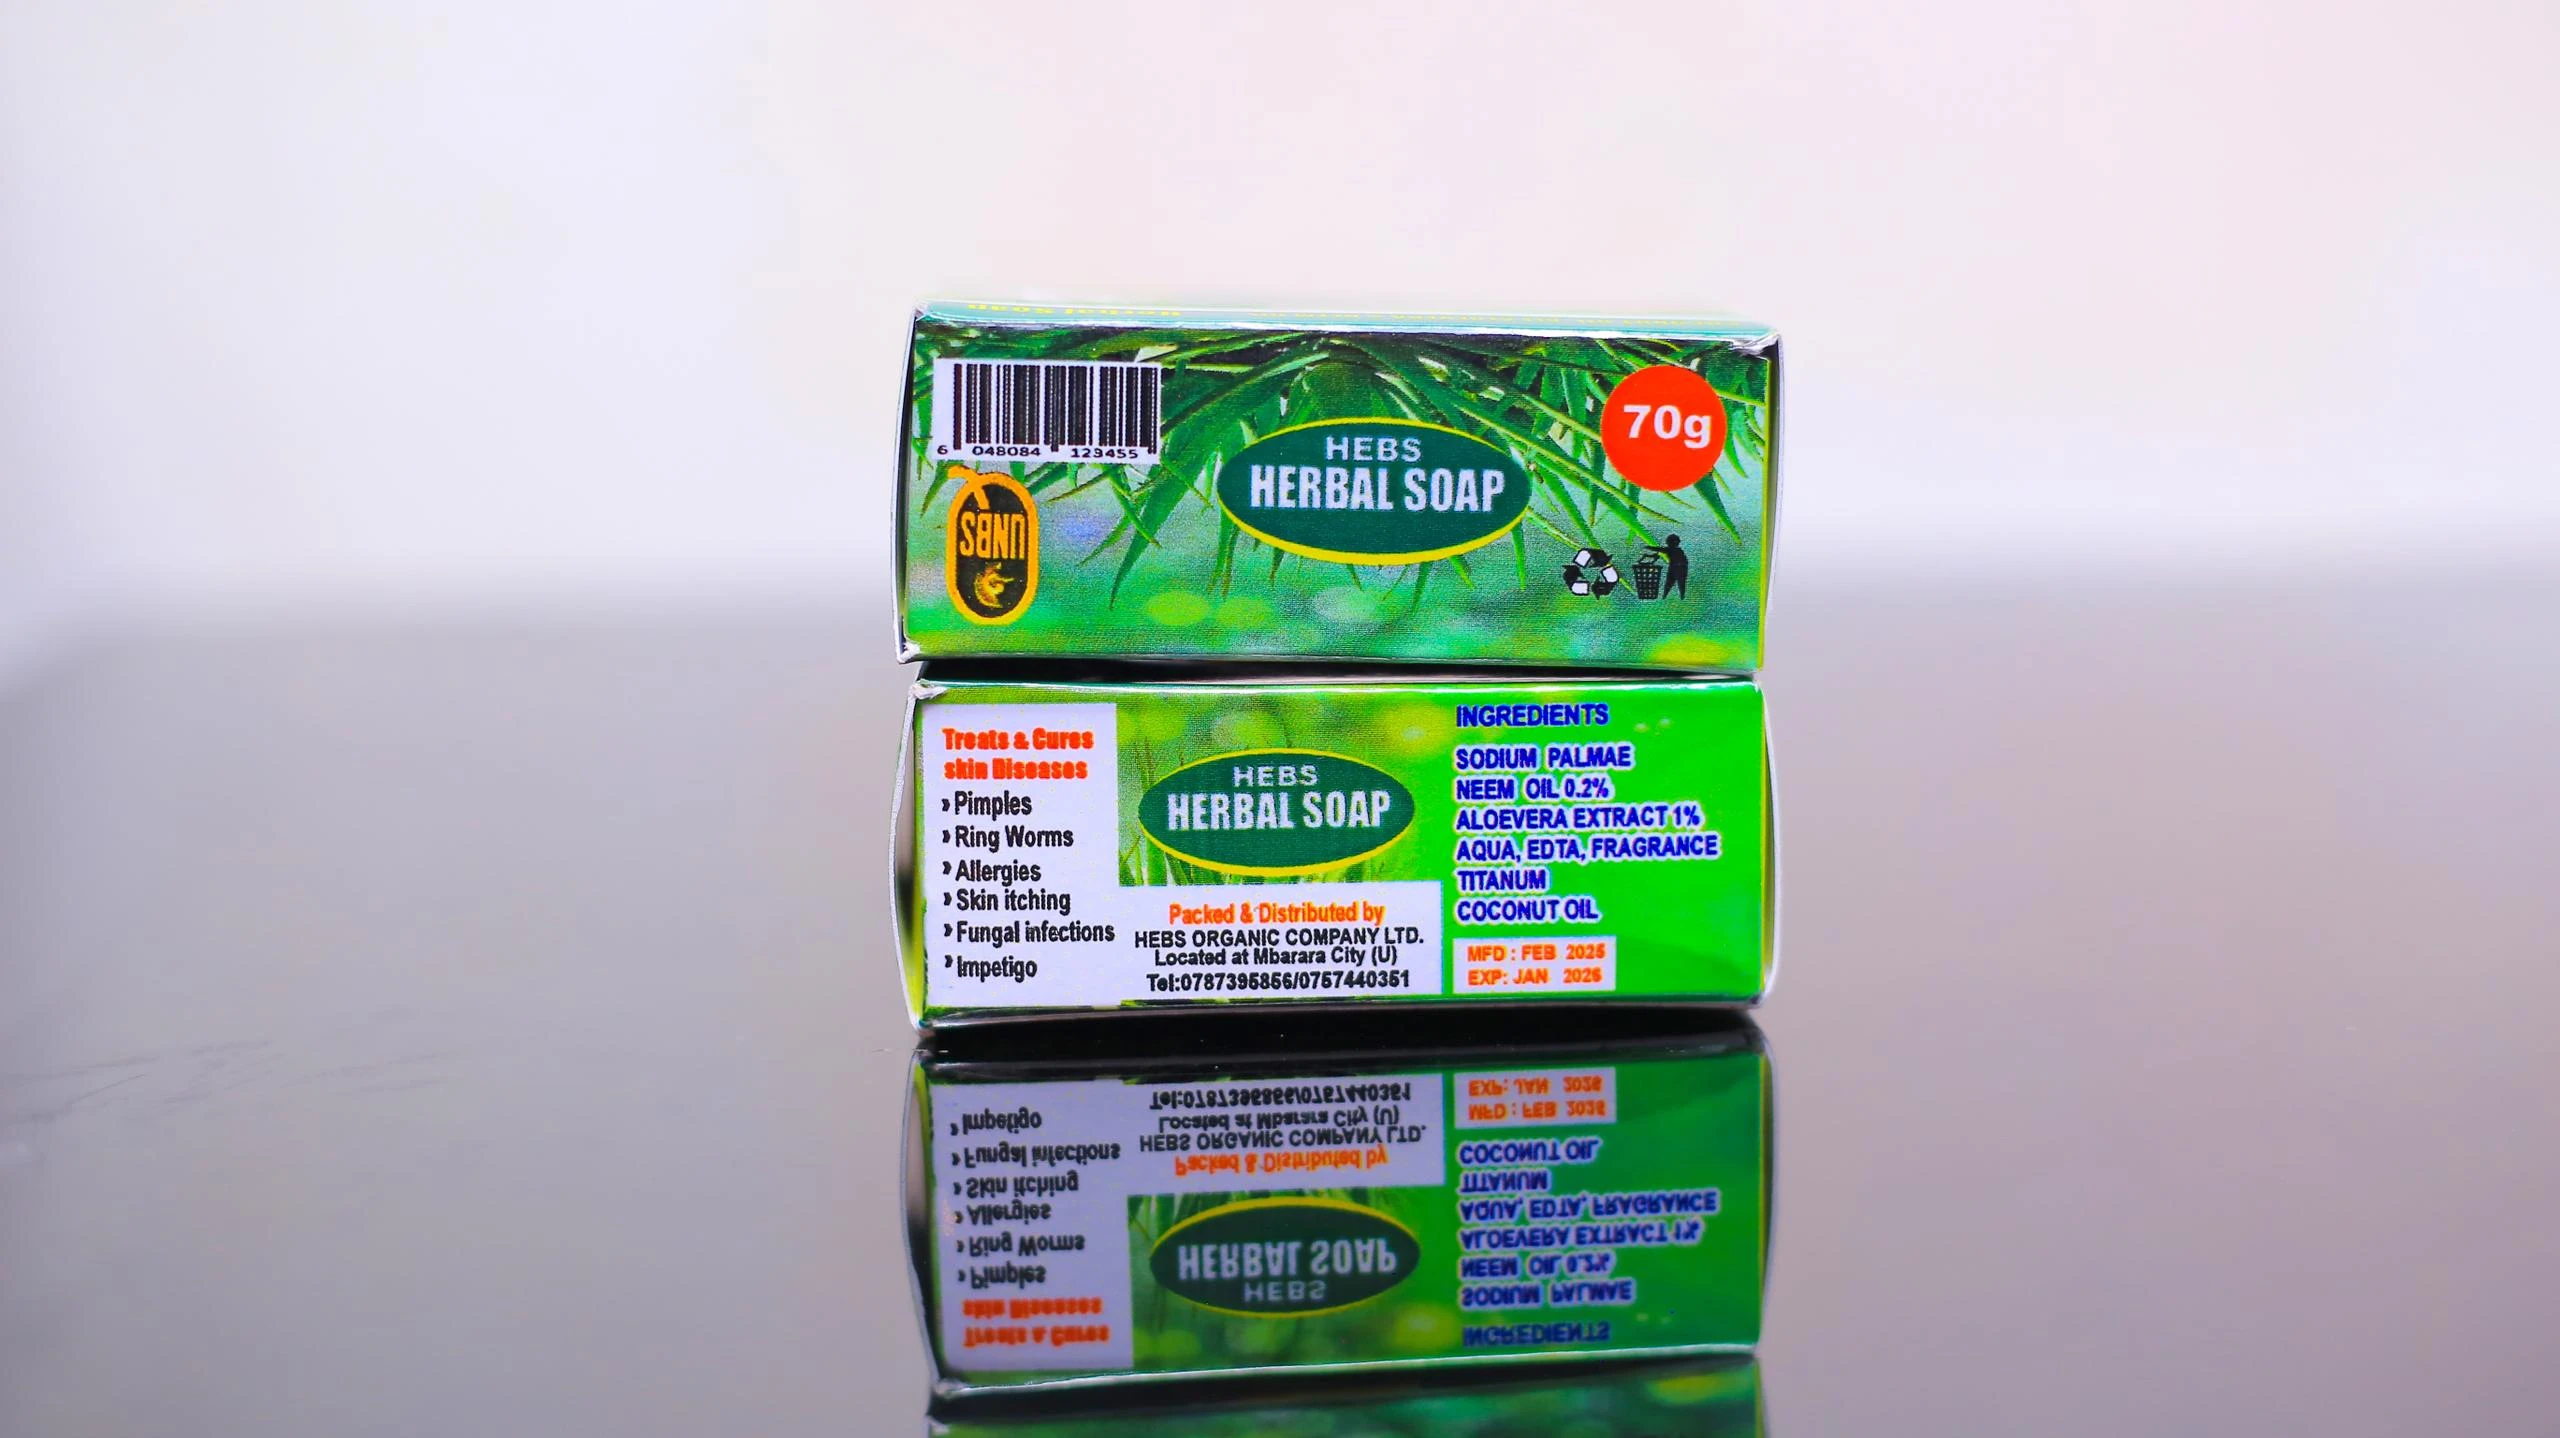 6 048084 123455
UNBS
HEBS
HERBAL SOAP
70g
Treats & Cures
skin Diseases
› Pimples
› Ring Worms
› Allergies
› Skin itching
› Fungal infections
› Impetigo
HEBS
HERBAL SOAP
Packed & Distributed by
HEBS ORGANIC COMPANY LTD.
Located at Mbarara City (U)
Tel:0787395856/0757440351
INGREDIENTS
SODIUM PALMAE
NEEM OIL 0.2%
ALOEVERA EXTRACT 1%
AQUA, EDTA, FRAGRANCE
TITANUM
COCONUT OIL
MFD : FEB 2025
EXP: JAN 2026